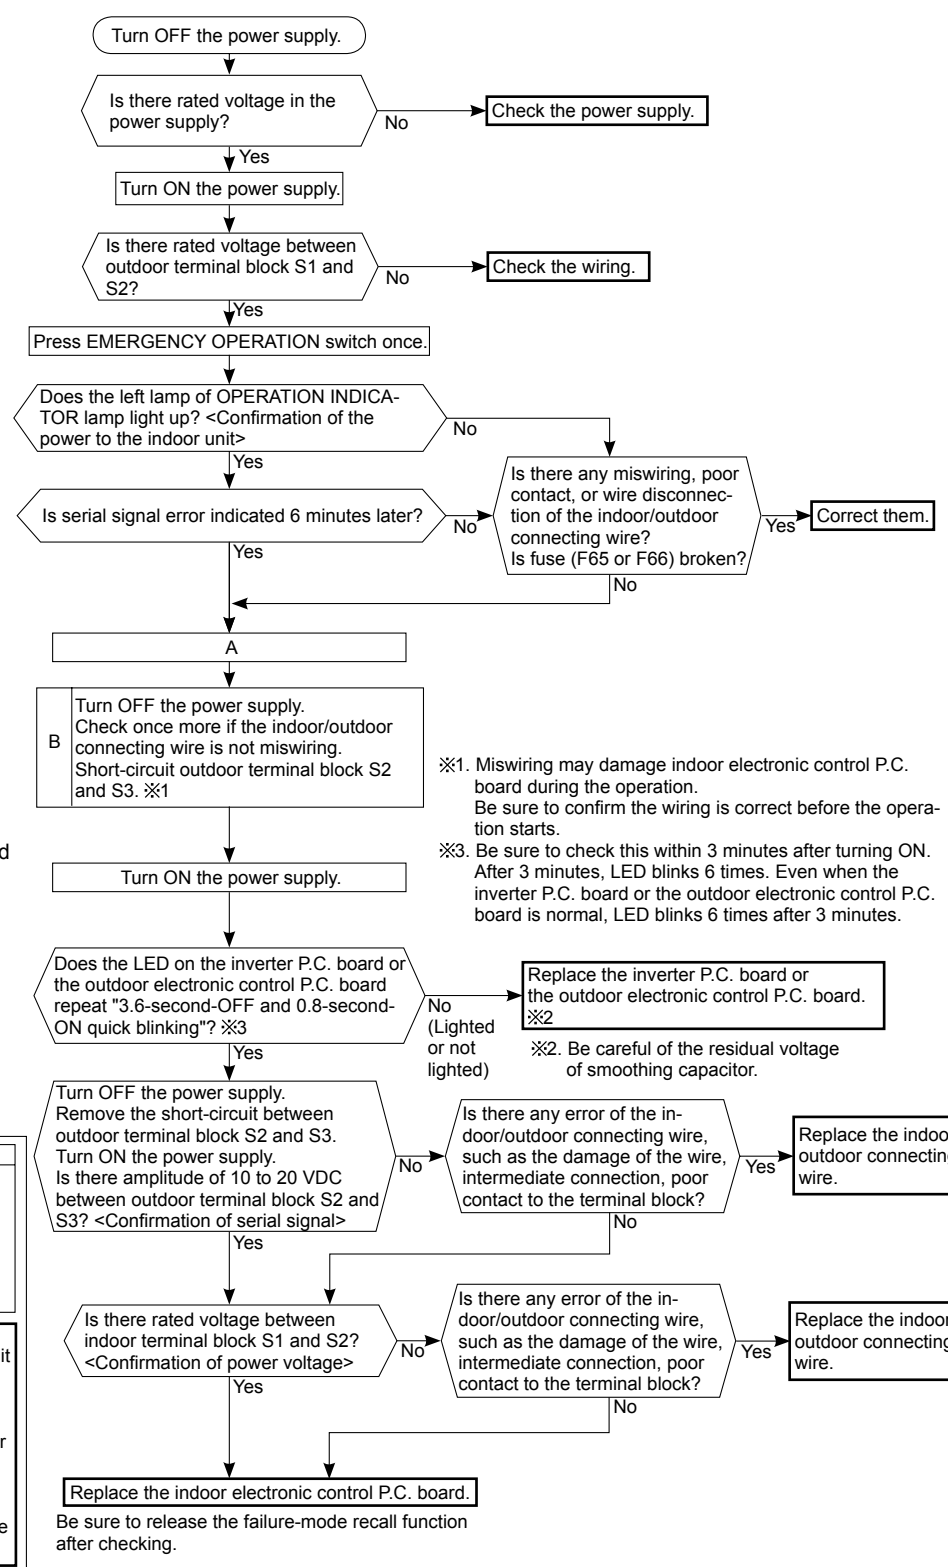 Turn OFF the power supply.
Is there rated voltage in the
power supply?
No
Check the power supply.
Yes
Turn ON the power supply.
Is there rated voltage between
outdoor terminal block S1 and
S2?
No
Check the wiring.
Yes
Press EMERGENCY OPERATION switch once.
Does the left lamp of OPERATION INDICA-
TOR lamp light up? <Confirmation of the
power to the indoor unit>
No
Yes
Is there any miswiring, poor
contact, or wire disconnec-
tion of the indoor/outdoor
connecting wire?
Is fuse (F65 or F66) broken?
Yes
Correct them.
Is serial signal error indicated 6 minutes later?
No
Yes
No
A
B
Turn OFF the power supply.
Check once more if the indoor/outdoor
connecting wire is not miswiring.
Short-circuit outdoor terminal block S2
and S3. ※1
※1. Miswiring may damage indoor electronic control P.C.
board during the operation.
Be sure to confirm the wiring is correct before the opera-
tion starts.
※3. Be sure to check this within 3 minutes after turning ON.
After 3 minutes, LED blinks 6 times. Even when the
inverter P.C. board or the outdoor electronic control P.C.
board is normal, LED blinks 6 times after 3 minutes.
d
Turn ON the power supply.
Does the LED on the inverter P.C. board or
the outdoor electronic control P.C. board
repeat "3.6-second-OFF and 0.8-second-
ON quick blinking"? ※3
No
(Lighted
or not
lighted)
Replace the inverter P.C. board or
the outdoor electronic control P.C. board.
※2
※2. Be careful of the residual voltage
of smoothing capacitor.
Yes
Turn OFF the power supply.
Remove the short-circuit between
outdoor terminal block S2 and S3.
Turn ON the power supply.
Is there amplitude of 10 to 20 VDC
between outdoor terminal block S2 and
S3? <Confirmation of serial signal>
No
Is there any error of the in-
door/outdoor connecting wire,
such as the damage of the wire,
intermediate connection, poor
contact to the terminal block?
Yes
Replace the indoo
outdoor connecting
wire.
No
Yes
Is there rated voltage between
indoor terminal block S1 and S2?
<Confirmation of power voltage>
No
Is there any error of the in-
door/outdoor connecting wire,
such as the damage of the wire,
intermediate connection, poor
contact to the terminal block?
Yes
Replace the indoor
outdoor connecting
wire.
No
Yes
it
r
e
Replace the indoor electronic control P.C. board.
Be sure to release the failure-mode recall function
after checking.